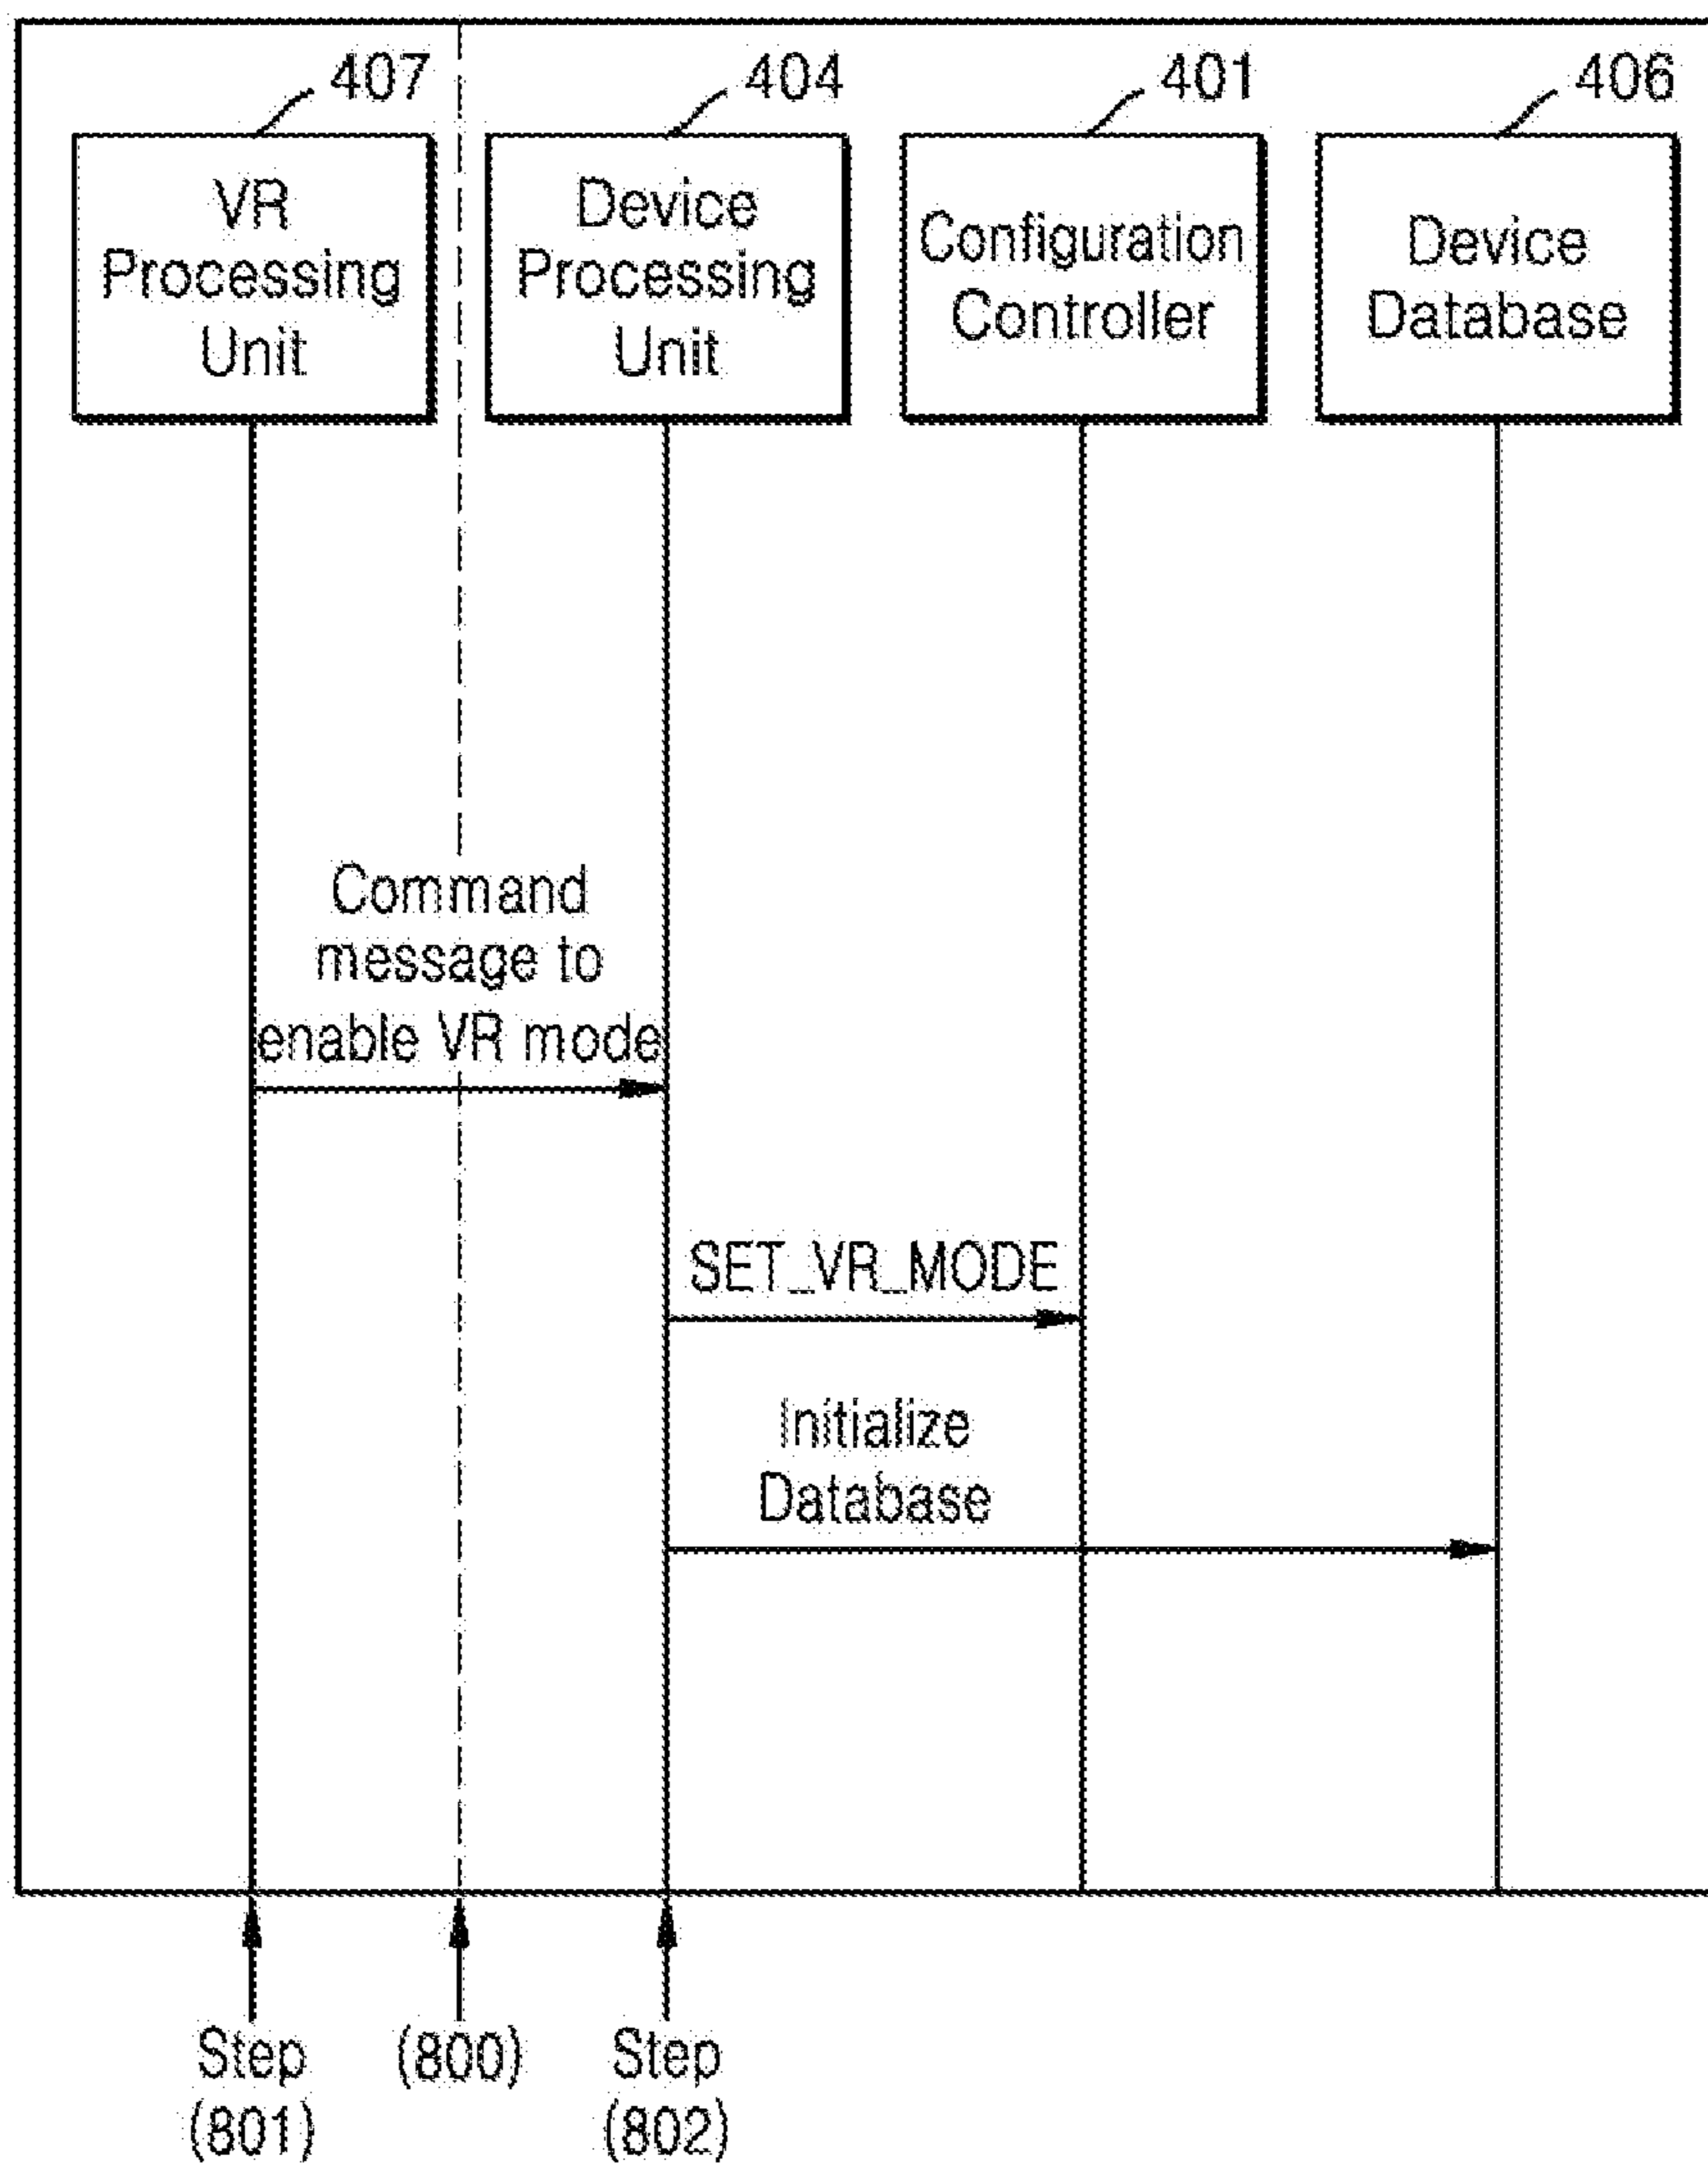 407
404
401
406
VR
Processing
Unit
Device
Processing
Unit
Configuration
Controller
Device
Database
Command
message to
enable VR mode
SET_VR_MODE
Initialize
Database
Step
(801)
(800)
Step
(802)